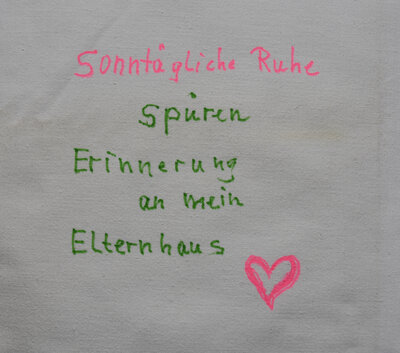 Sonntägliche Ruhe
Spüren
Erinnerung
an mein
Elternhaus